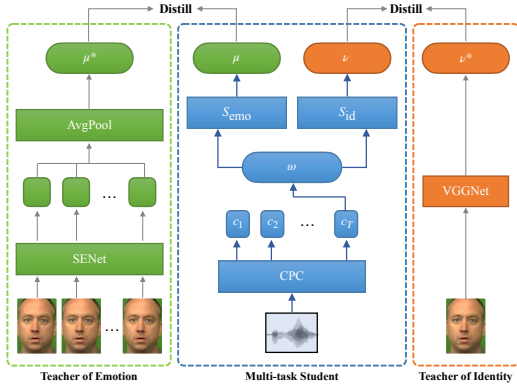 Distill
Distill
μ*
μ
ν
ν*
AvgPool
S_emo
S_id
ω
...
VGGNet
c_1
c_2
...
c_T
SENet
CPC
...
Teacher of Emotion
Multi-task Student
Teacher of Identity